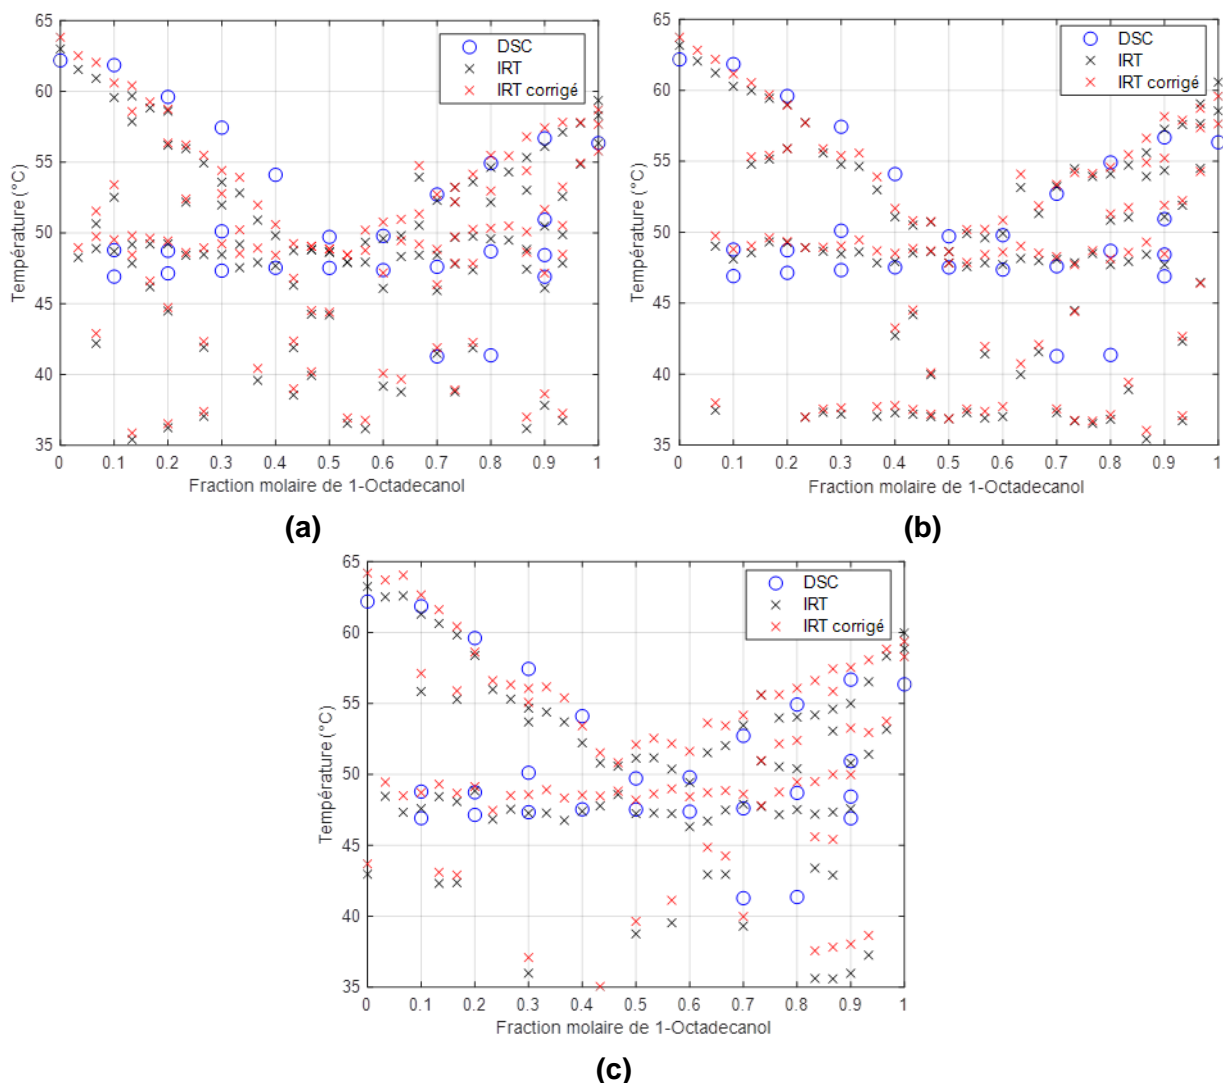 65
60
55
50
45
40
35
Température (°C)
0 0.1 0.2 0.3 0.4 0.5 0.6 0.7 0.8 0.9 1
Fraction molaire de 1-Octadecanol
DSC
IRT
IRT corrigé
(a)
65
60
55
50
45
40
35
Température (°C)
0 0.1 0.2 0.3 0.4 0.5 0.6 0.7 0.8 0.9 1
Fraction molaire de 1-Octadecanol
DSC
IRT
IRT corrigé
(b)
65
60
55
50
45
40
35
Température (°C)
0 0.1 0.2 0.3 0.4 0.5 0.6 0.7 0.8 0.9 1
Fraction molaire de 1-Octadecanol
DSC
IRT
IRT corrigé
(c)